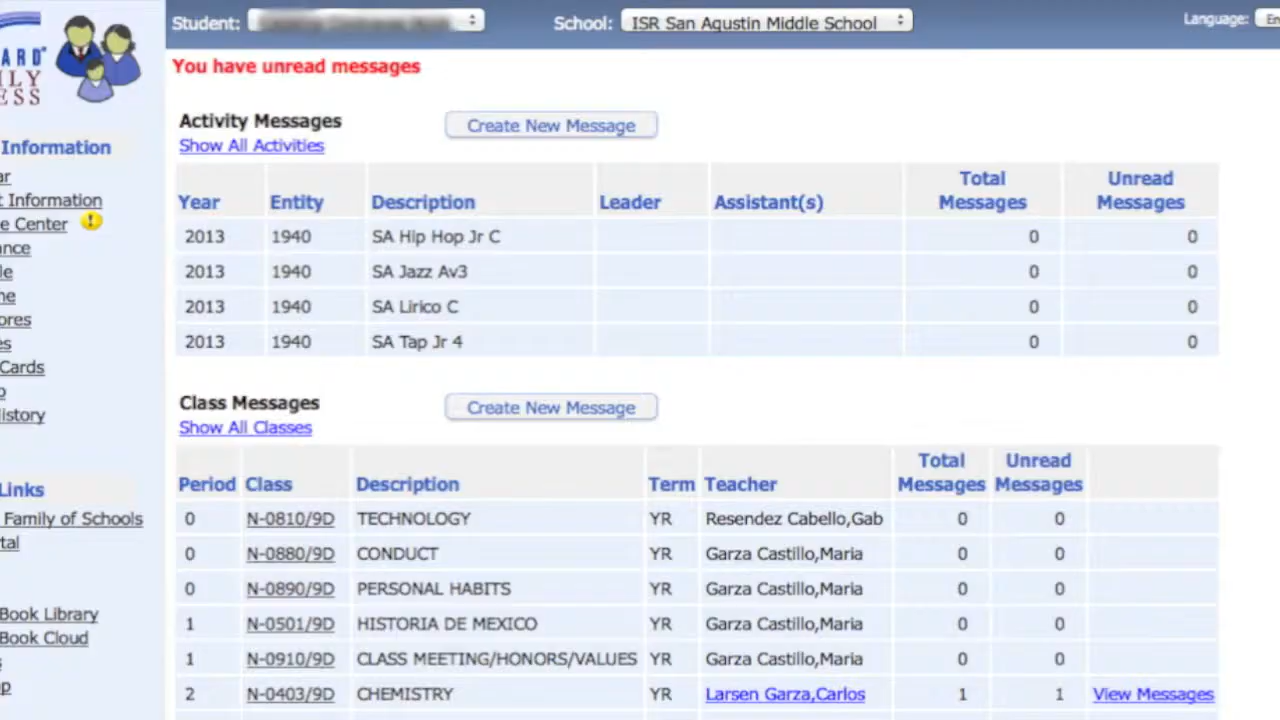 Student: School: ISR San Agustin Middle School Language: En
ARD
ILY
ESS
You have unread messages
Activity Messages Create New Message
Show All Activities
Year Entity Description Leader Assistant(s) Total Messages Unread Messages
2013 1940 SA Hip Hop Jr C 0 0
2013 1940 SA Jazz Av3 0 0
2013 1940 SA Lirico C 0 0
2013 1940 SA Tap Jr 4 0 0
Class Messages Create New Message
Show All Classes
Period Class Description Term Teacher Total Messages Unread Messages
0 N-0810/9D TECHNOLOGY YR Resendez Cabello,Gab 0 0
0 N-0880/9D CONDUCT YR Garza Castillo,Maria 0 0
0 N-0890/9D PERSONAL HABITS YR Garza Castillo,Maria 0 0
1 N-0501/9D HISTORIA DE MEXICO YR Garza Castillo,Maria 0 0
1 N-0910/9D CLASS MEETING/HONORS/VALUES YR Garza Castillo,Maria 0 0
2 N-0403/9D CHEMISTRY YR Larsen Garza,Carlos 1 1 View Messages
Information
ar
t Information
e Center
ance
le
ne
ores
es
Cards
o
History
Links
Family of Schools
tal
Book Library
Book Cloud
s
p